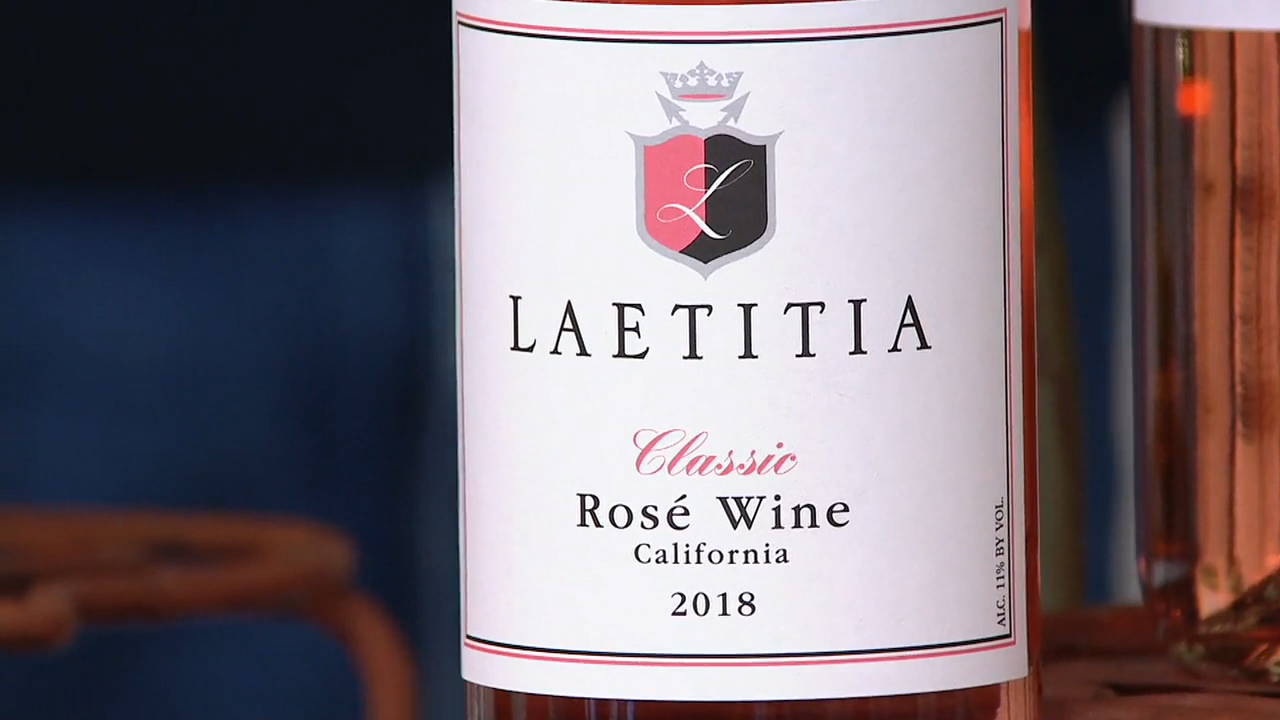 L
LAETITIA
Classic
Rosé Wine
California
2018
ALC. 11% BY VOL.